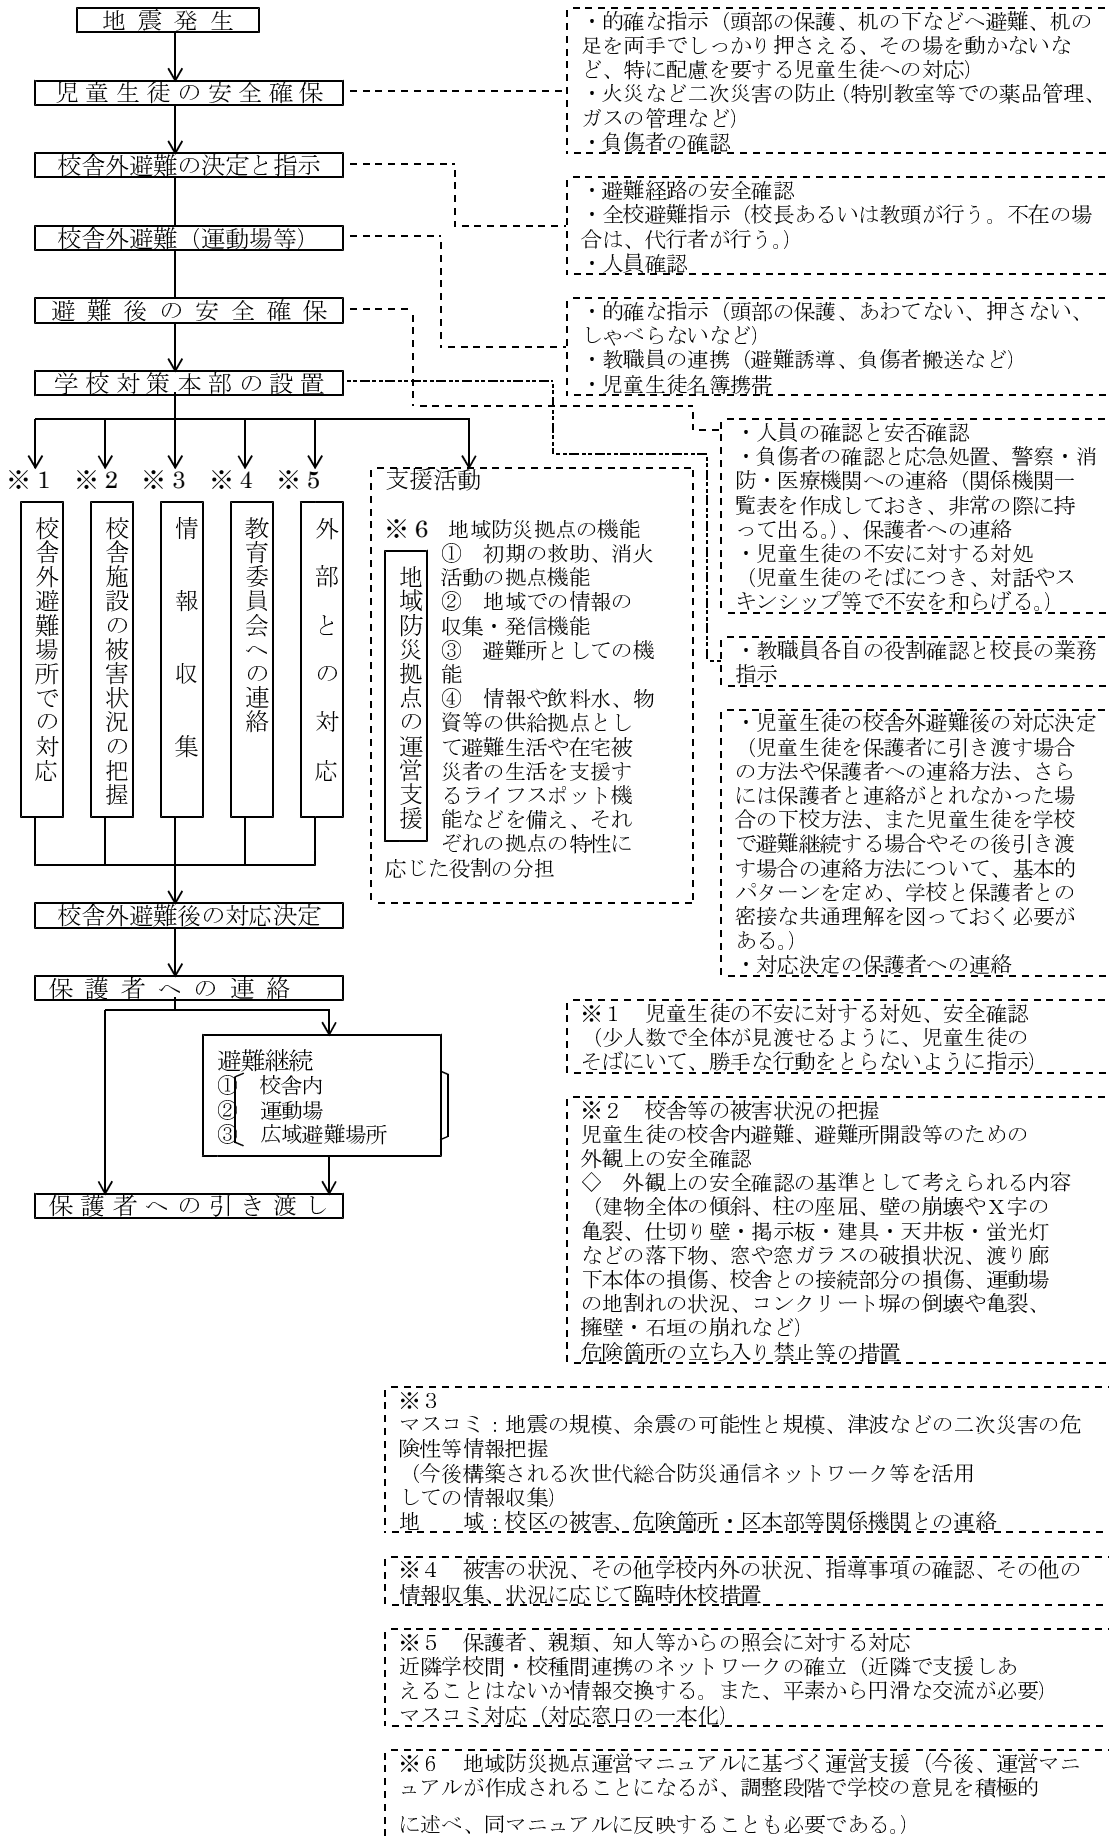 地震発生
児童生徒の安全確保
校舎外避難の決定と指示
校舎外避難（運動場等）
避難後の安全確保
学校対策本部の設置
※１ ※２ ※３ ※４ ※５
校舎外避難場所での対応
校舎施設の被害状況の把握
情報収集
教育委員会への連絡
外部との対応
支援活動
※６ 地域防災拠点の機能
地域防災拠点の運営支援
① 初期の救助、消火
活動の拠点機能
② 地域での情報の
収集・発信機能
③ 避難所としての機
能
④ 情報や飲料水、物
資等の供給拠点とし
て避難生活や在宅被
災者の生活を支援す
るライフスポット機
能などを備え、それ
ぞれの拠点の特性に
応じた役割の分担
校舎外避難後の対応決定
保護者への連絡
避難継続
① 校舎内
② 運動場
③ 広域避難場所
保護者への引き渡し
・的確な指示（頭部の保護、机の下などへ避難、机の
足を両手でしっかり押さえる、その場を動かないな
ど、特に配慮を要する児童生徒への対応）
・火災など二次災害の防止（特別教室等での薬品管理、
ガスの管理など）
・負傷者の確認
・避難経路の安全確認
・全校避難指示（校長あるいは教頭が行う。不在の場
合は、代行者が行う。）
・人員確認
・的確な指示（頭部の保護、あわてない、押さない、
しゃべらないなど）
・教職員の連携（避難誘導、負傷者搬送など）
・児童生徒名簿携帯
・人員の確認と安否確認
・負傷者の確認と応急処置、警察・消
防・医療機関への連絡（関係機関一
覧表を作成しておき、非常の際に持
って出る。）、保護者への連絡
・児童生徒の不安に対する対処
（児童生徒のそばにつき、対話やス
キンシップ等で不安を和らげる。）
・教職員各自の役割確認と校長の業務
指示
・児童生徒の校舎外避難後の対応決定
（児童生徒を保護者に引き渡す場合
の方法や保護者への連絡方法、さら
には保護者と連絡がとれなかった場
合の下校方法、また児童生徒を学校
で避難継続する場合やその後引き渡
す場合の連絡方法について、基本的
パターンを定め、学校と保護者との
密接な共通理解を図っておく必要が
ある。）
・対応決定の保護者への連絡
※１ 児童生徒の不安に対する対処、安全確認
（少人数で全体が見渡せるように、児童生徒の
そばにいて、勝手な行動をとらないように指示）
※２ 校舎等の被害状況の把握
児童生徒の校舎内避難、避難所開設等のための
外観上の安全確認
◇ 外観上の安全確認の基準として考えられる内容
（建物全体の傾斜、柱の座屈、壁の崩壊やＸ字の
亀裂、仕切り壁・掲示板・建具・天井板・蛍光灯
などの落下物、窓や窓ガラスの破損状況、渡り廊
下本体の損傷、校舎との接続部分の損傷、運動場
の地割れの状況、コンクリート塀の倒壊や亀裂、
擁壁・石垣の崩れなど）
危険箇所の立ち入り禁止等の措置
※３
マスコミ：地震の規模、余震の可能性と規模、津波などの二次災害の危
険性等情報把握
（今後構築される次世代総合防災通信ネットワーク等を活用
しての情報収集）
地 域：校区の被害、危険箇所・区本部等関係機関との連絡
※４ 被害の状況、その他学校内外の状況、指導事項の確認、その他の
情報収集、状況に応じて臨時休校措置
※５ 保護者、親類、知人等からの照会に対する対応
近隣学校間・校種間連携のネットワークの確立（近隣で支援しあ
えることはないか情報交換する。また、平素から円滑な交流が必要）
マスコミ対応（対応窓口の一本化）
※６ 地域防災拠点運営マニュアルに基づく運営支援（今後、運営マニ
ュアルが作成されることになるが、調整段階で学校の意見を積極的
に述べ、同マニュアルに反映することも必要である。）